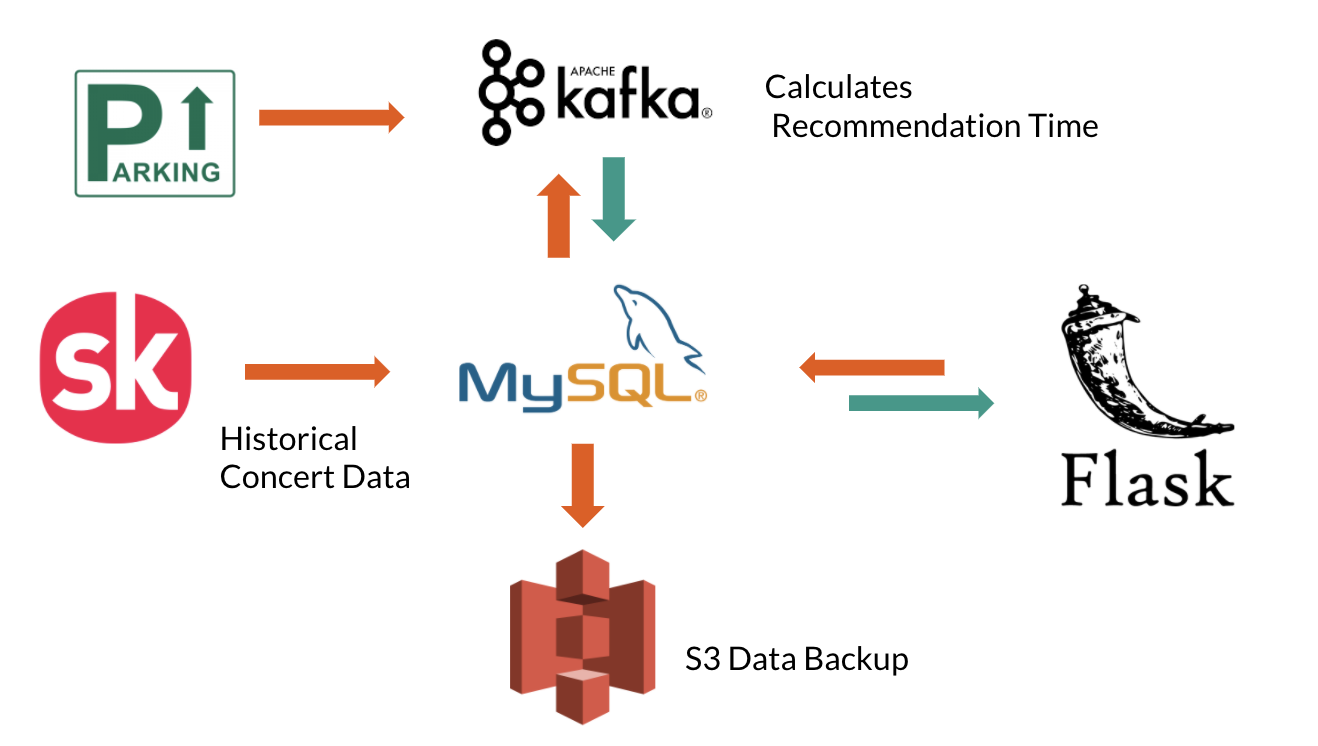 PARKING
APACHE
kafka®
Calculates
Recommendation Time
sk
Historical
Concert Data
MySQL®
Flask
S3 Data Backup